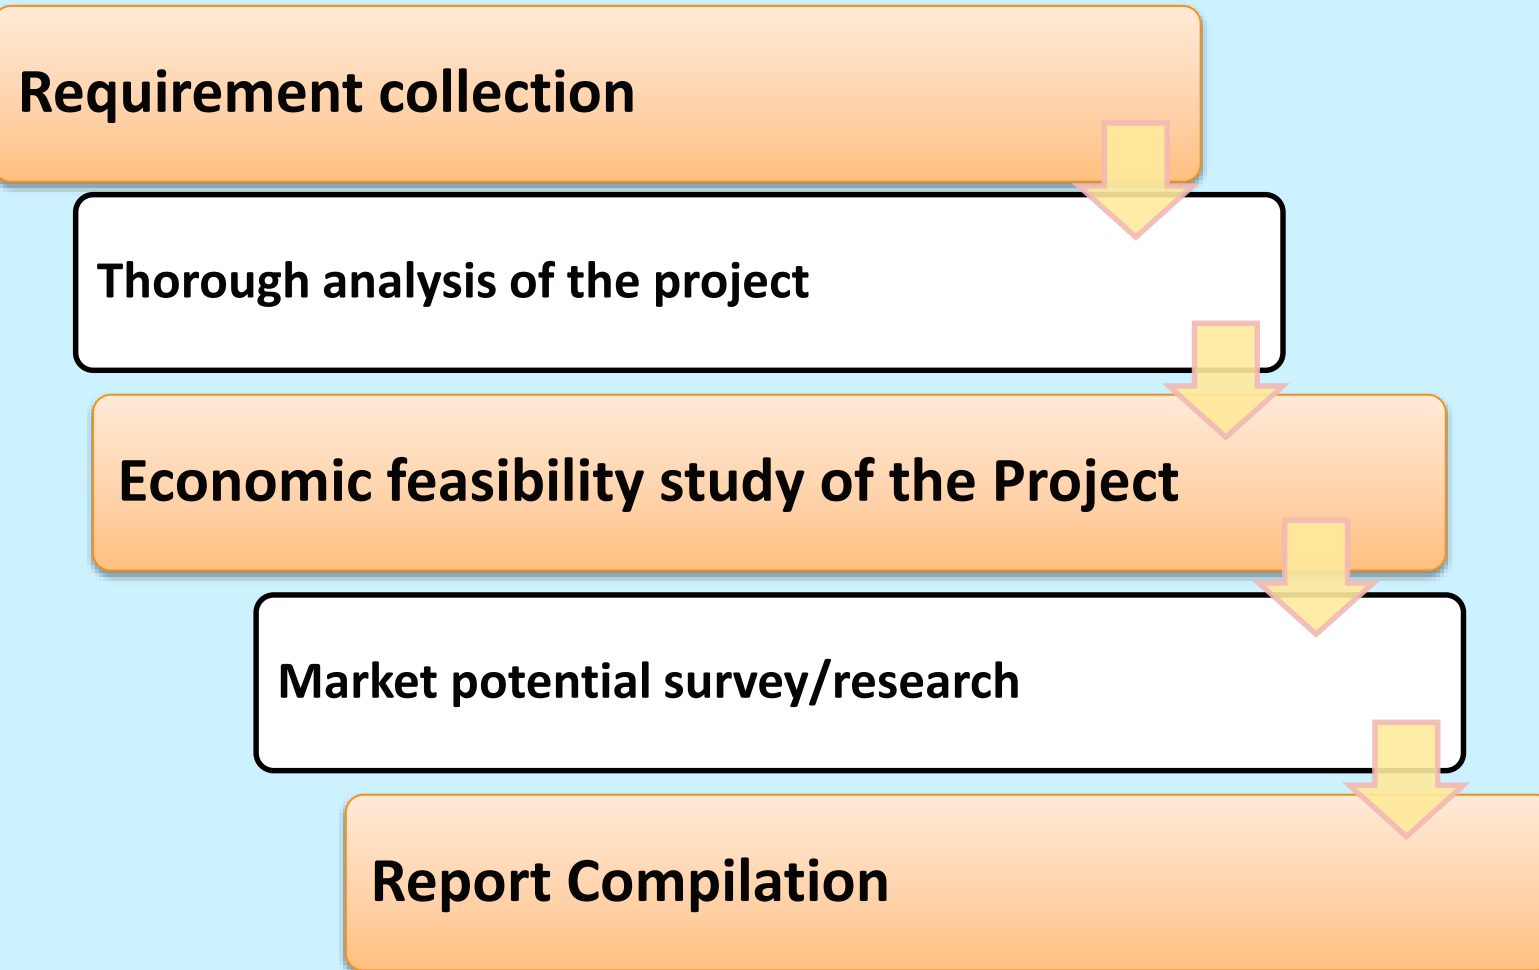 Requirement collection
Thorough analysis of the project
Economic feasibility study of the Project
Market potential survey/research
Report Compilation